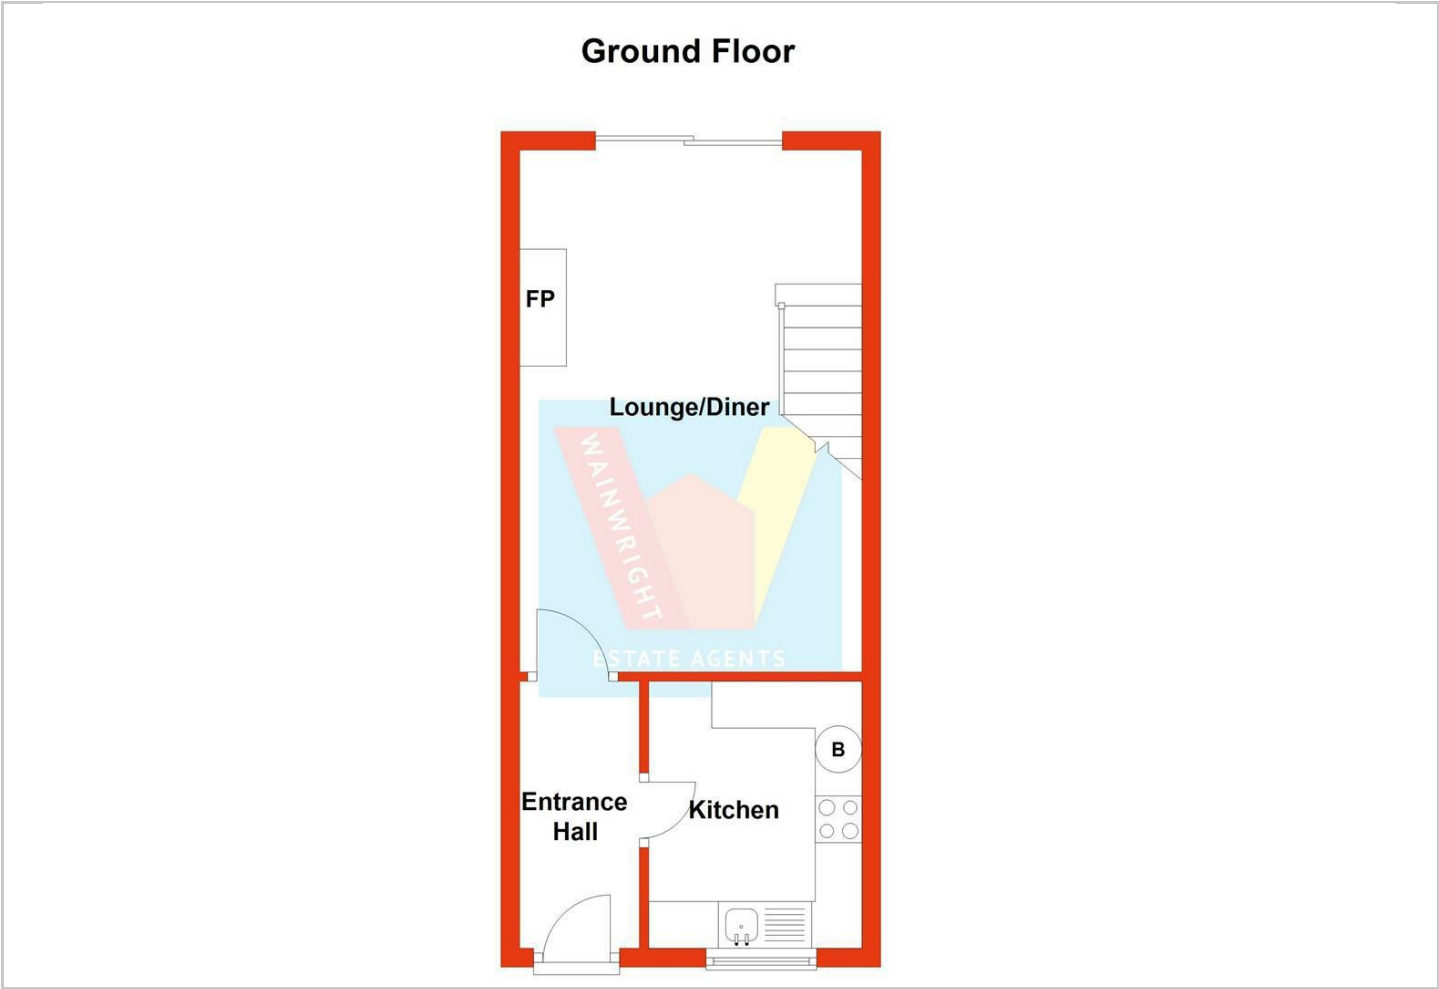 Ground Floor
FP
Lounge/Diner
WAINWRIGHT
ESTATE AGENTS
B
Entrance
Hall
Kitchen